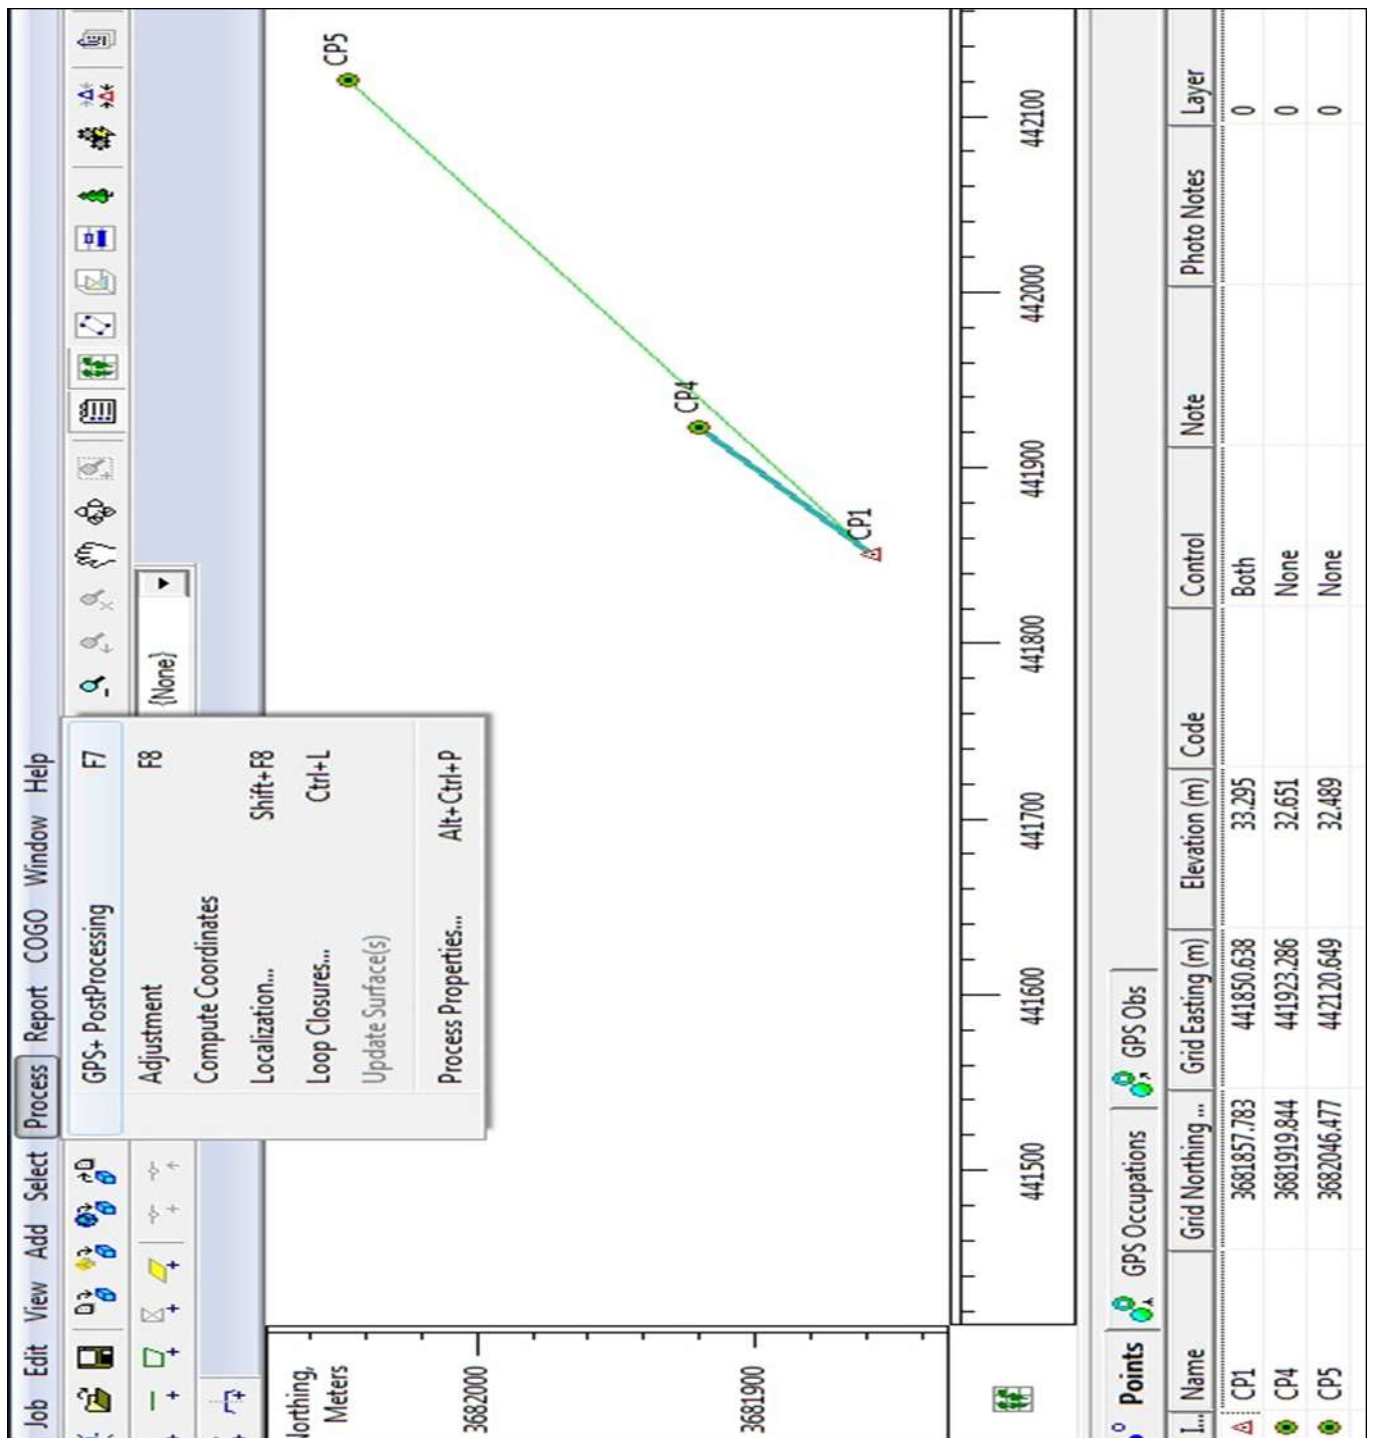 Job Edit View Add Select Process Report COGO Window Help
GPS+ PostProcessing F7
Adjustment F8
Compute Coordinates
Localization... Shift+F8
Loop Closures... Ctrl+L
Update Surface(s)
Process Properties... Alt+Ctrl+P
{None}
Meters
3682000
3681900
CP5
CP4
CP1
441500 441600 441700 441800 441900 442000 442100
Points GPS Occupations GPS Obs
I... Name Grid Northing ... Grid Easting (m) Elevation (m) Code Control Note Photo Notes Layer
CP1 3681857.783 441850.638 33.295 Both 0
CP4 3681919.844 441923.286 32.651 None 0
CP5 3682046.477 442120.649 32.489 None 0